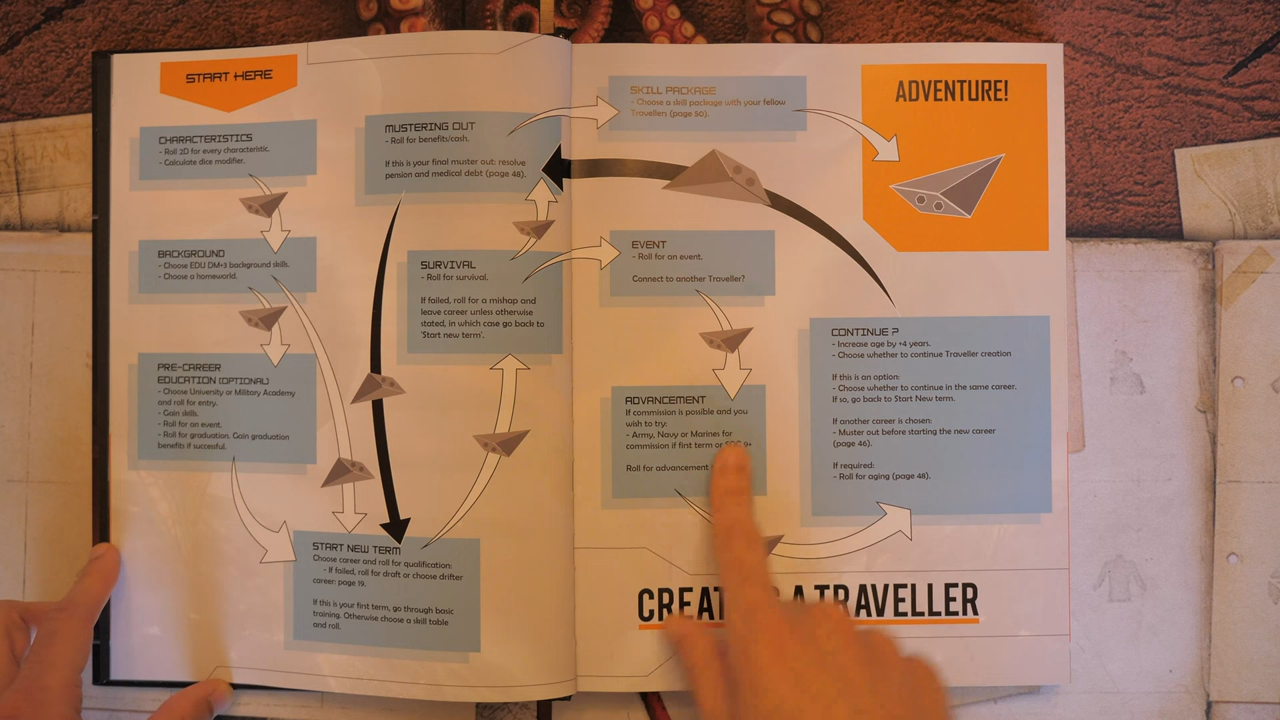 START HERE
CHARACTERISTICS
- Roll 2D for every characteristic.
- Calculate dice modifier.
BACKGROUND
- Choose EDU DM+3 background skills.
- Choose a homeworld.
PRE-CAREER
EDUCATION (OPTIONAL)
- Choose University or Military Academy
and roll for entry.
- Gain skills.
- Roll for an event.
- Roll for graduation. Gain graduation
benefits if successful.
START NEW TERM
Choose career and roll for qualification:
- If failed, roll for draft or choose drifter
career: page 19.
If this is your first term, go through basic
training. Otherwise choose a skill table
and roll.
MUSTERING OUT
- Roll for benefits/cash.
If this is your final muster out: resolve
pension and medical debt (page 48).
SURVIVAL
- Roll for survival.
If failed, roll for a mishap and
leave career unless otherwise
stated, in which case go back to
'Start new term'.
SKILL PACKAGE
- Choose a skill package with your fellow
Travellers (page 50).
ADVENTURE!
EVENT
- Roll for an event.
Connect to another Traveller?
ADVANCEMENT
If commission is possible and you
wish to try:
- Army, Navy or Marines for
commission if first term or SOC 9+
Roll for advancement
CONTINUE ?
- Increase age by +4 years.
- Choose whether to continue Traveller creation
If this is an option:
- Choose whether to continue in the same career.
If so, go back to Start New term.
If another career is chosen:
- Muster out before starting the new career
(page 46).
If required:
- Roll for aging (page 48).
A TRAVELLER